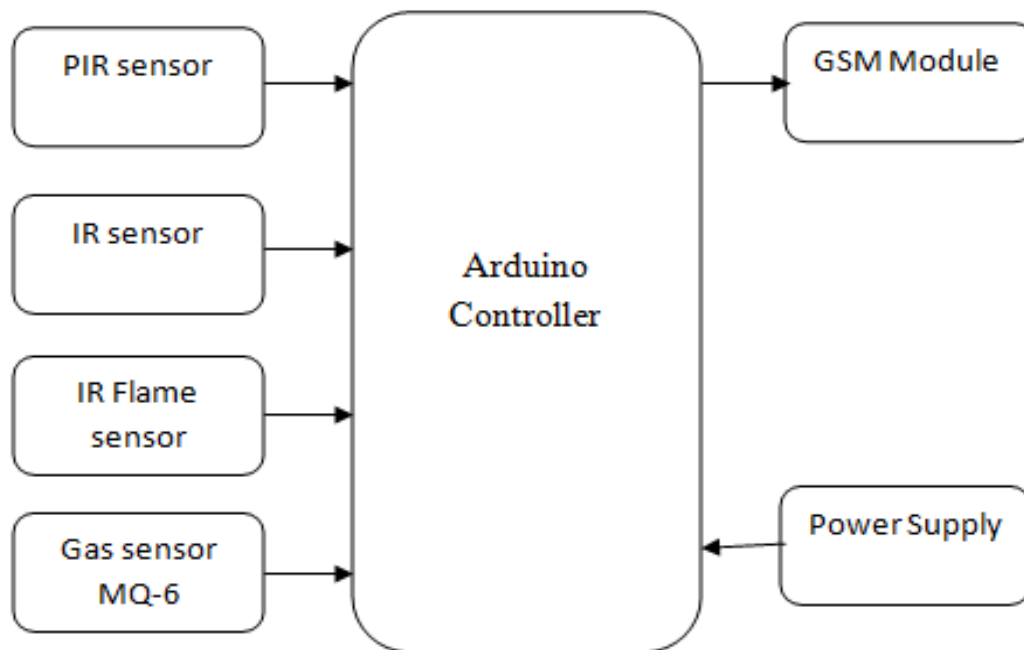 PIR sensor
GSM Module
IR sensor
Arduino
Controller
IR Flame
sensor
Power Supply
Gas sensor
MQ-6